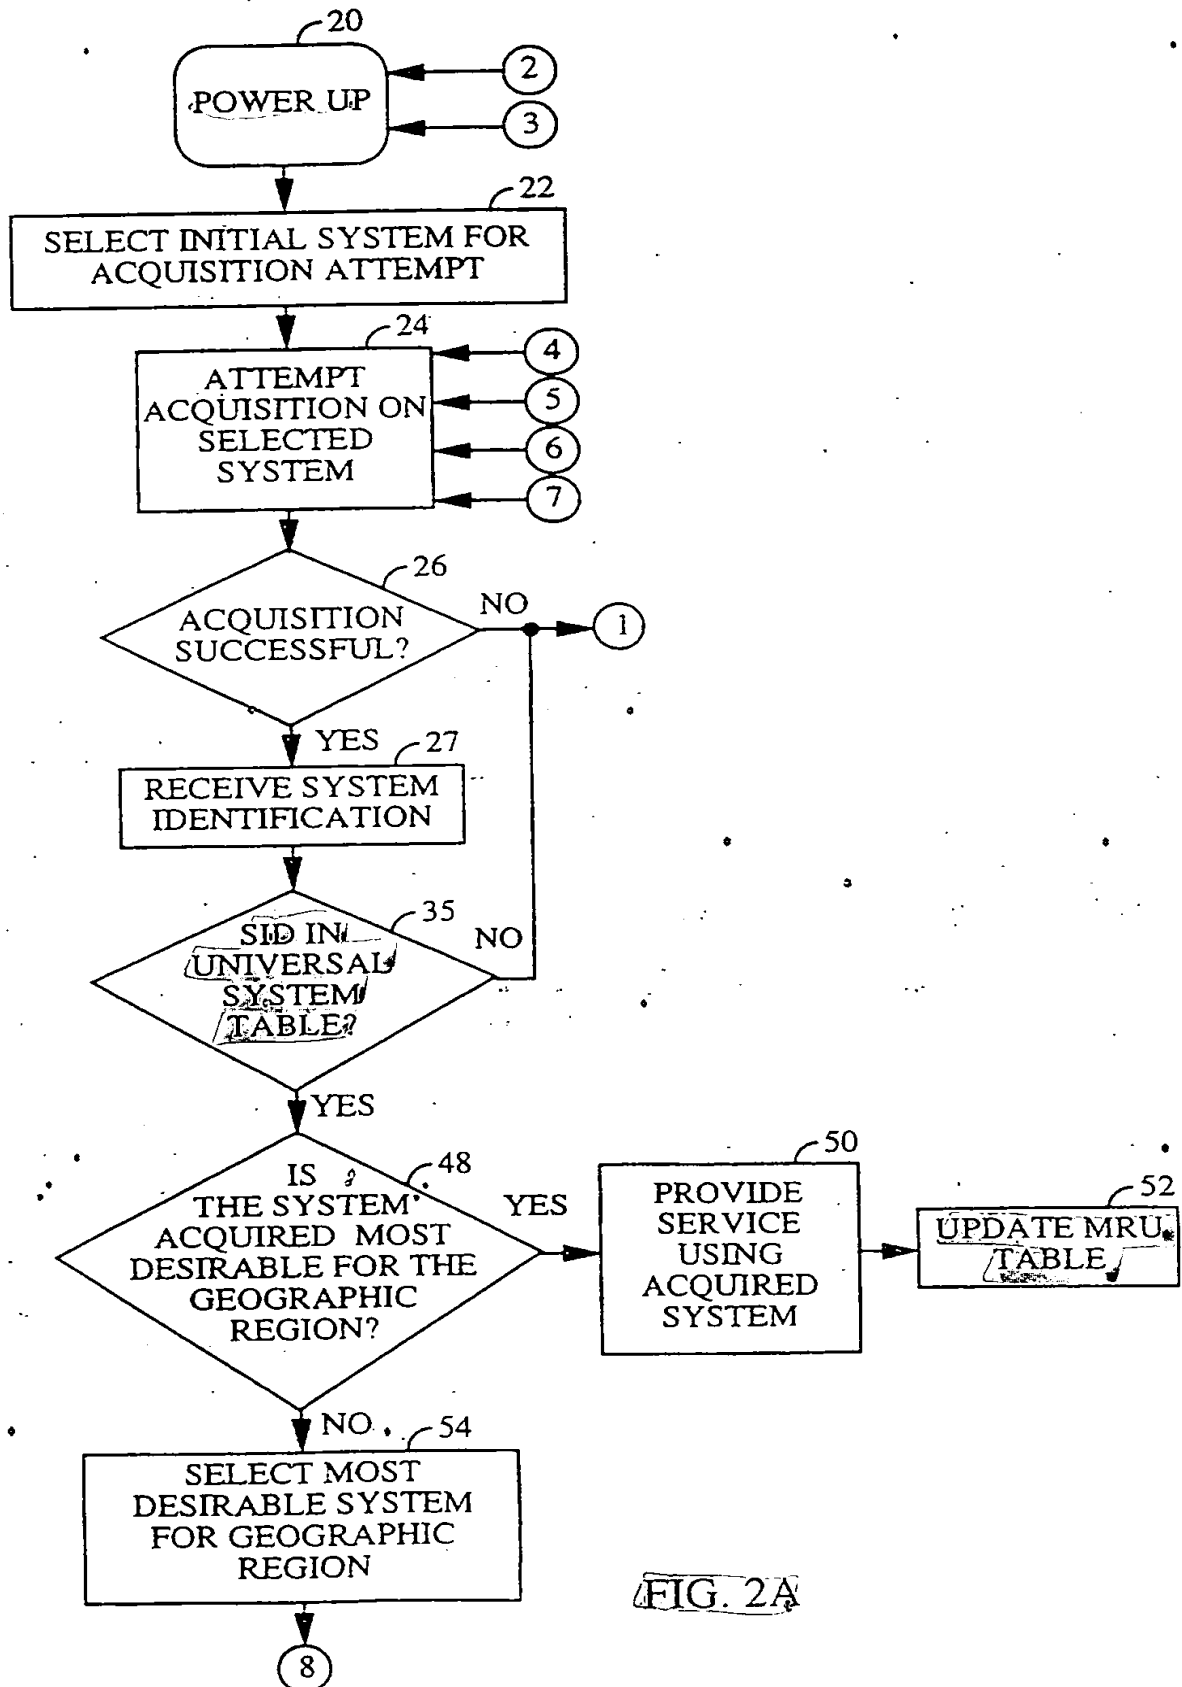 20
2
POWER UP
3
22
SELECT INITIAL SYSTEM FOR
ACQUISITION ATTEMPT
24
4
ATTEMPT
5
ACQUISITION ON
SELECTED
6
SYSTEM
7
26
NO
ACQUISITION
1
SUCCESSFUL?
YES
27
RECEIVE SYSTEM
IDENTIFICATION
35
SID IN
NO
UNIVERSAL
SYSTEM
TABLE?
YES
48
IS
THE SYSTEM
YES
ACQUIRED MOST
DESIRABLE FOR THE
GEOGRAPHIC
REGION?
50
PROVIDE
SERVICE
USING
ACQUIRED
SYSTEM
52
UPDATE MRU
TABLE
NO
54
SELECT MOST
DESIRABLE SYSTEM
FOR GEOGRAPHIC
REGION
FIG. 2A
8